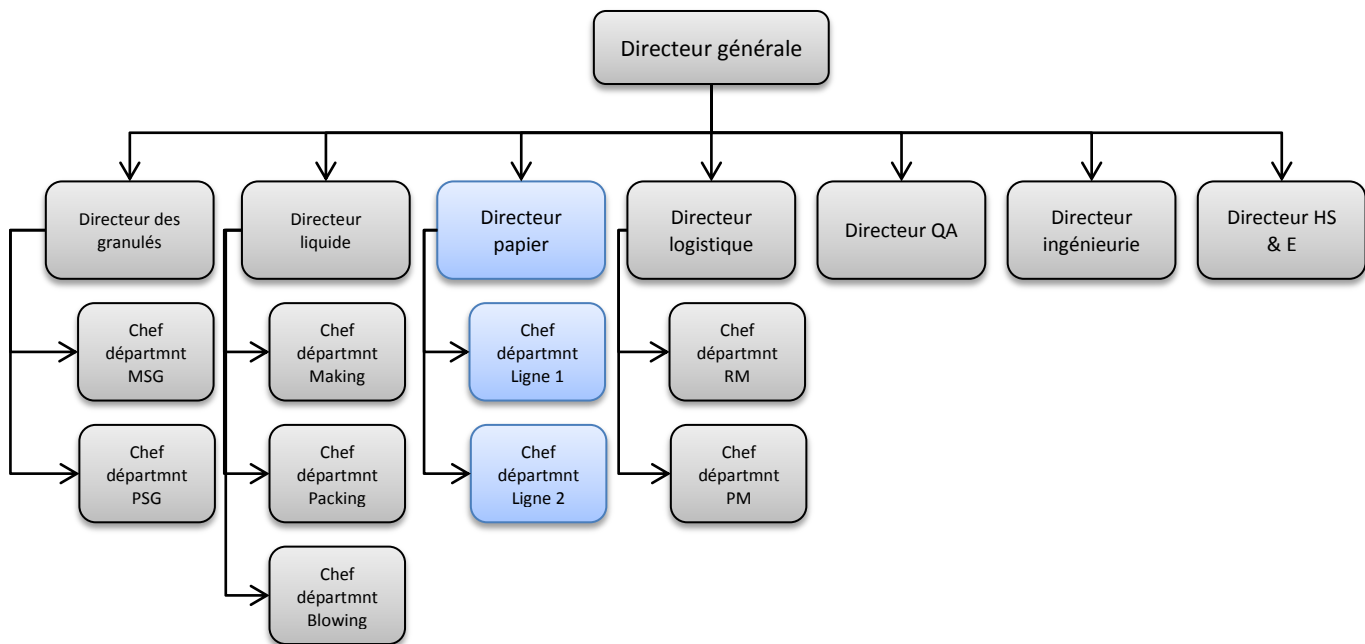 Directeur générale
Directeur des
granulés
Directeur
liquide
Directeur
papier
Directeur
logistique
Directeur QA
Directeur
ingénieurie
Directeur HS
& E
Chef
départmnt
MSG
Chef
départmnt
Making
Chef
départmnt
Ligne 1
Chef
départmnt
RM
Chef
départmnt
PSG
Chef
départmnt
Packing
Chef
départmnt
Ligne 2
Chef
départmnt
PM
Chef
départmnt
Blowing